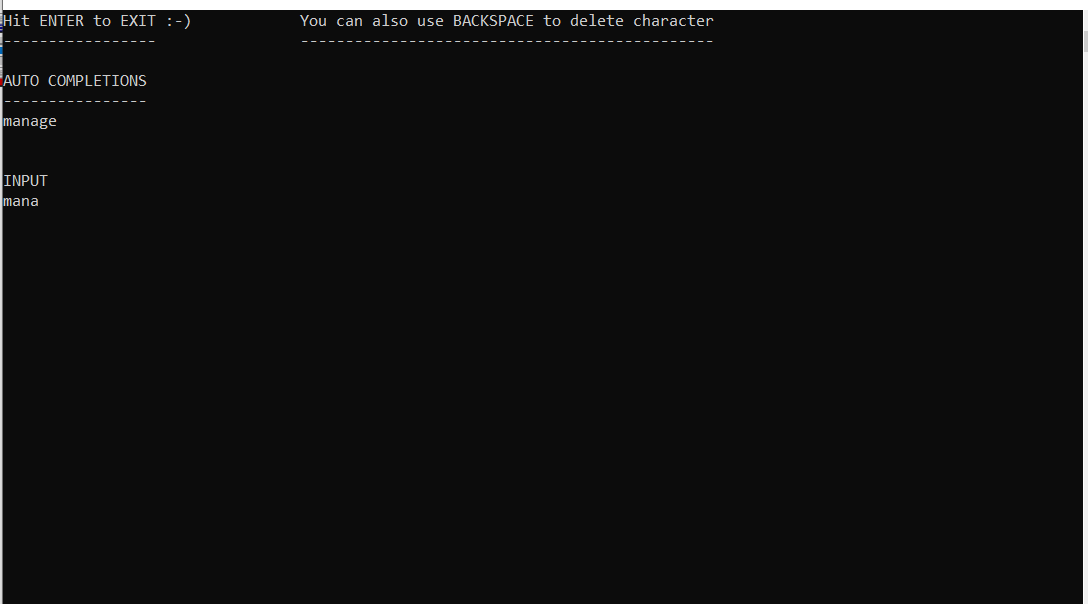 Hit ENTER to EXIT :-) You can also use BACKSPACE to delete character
----------------- ----------------------------------------------
AUTO COMPLETIONS
----------------
manage
INPUT
mana